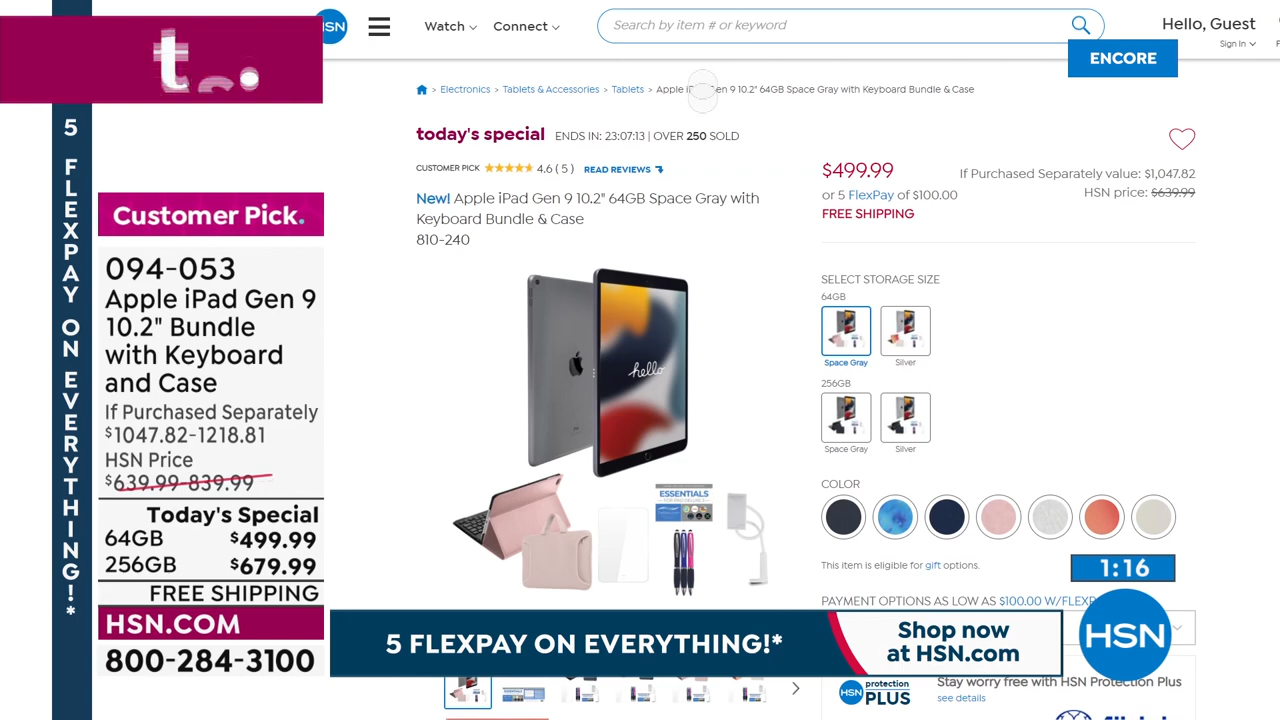 t
5 FLEXPAY ON EVERYTHING!*
Customer Pick.
094-053
Apple iPad Gen 9
10.2" Bundle
with Keyboard
and Case
If Purchased Separately
$1047.82-1218.81
HSN Price
$639.99-839.99
Today's Special
64GB $499.99
256GB $679.99
FREE SHIPPING
HSN.COM
800-284-3100
HSN
Watch
Connect
Search by item # or keyword
Hello, Guest
Sign In
ENCORE
Electronics > Tablets & Accessories > Tablets > Apple 9 10.2" 64GB Space Gray with Keyboard Bundle & Case
today's special ENDS IN: 23:07:13 | OVER 250 SOLD
CUSTOMER PICK 4.6 ( 5 ) READ REVIEWS
New! Apple iPad Gen 9 10.2" 64GB Space Gray with
Keyboard Bundle & Case
810-240
hello
ESSENTIALS
$499.99
If Purchased Separately value: $1,047.82
or 5 FlexPay of $100.00
HSN price: $639.99
FREE SHIPPING
SELECT STORAGE SIZE
64GB
Space Gray
Silver
256GB
Space Gray
Silver
COLOR
This item is eligible for gift options.
1:16
PAYMENT OPTIONS AS LOW AS $100.00 W/FLEXP
5 FLEXPAY ON EVERYTHING!*
Shop now
at HSN.com
HSN
HSN protection
PLUS
Stay worry free with HSN Protection Plus
see details